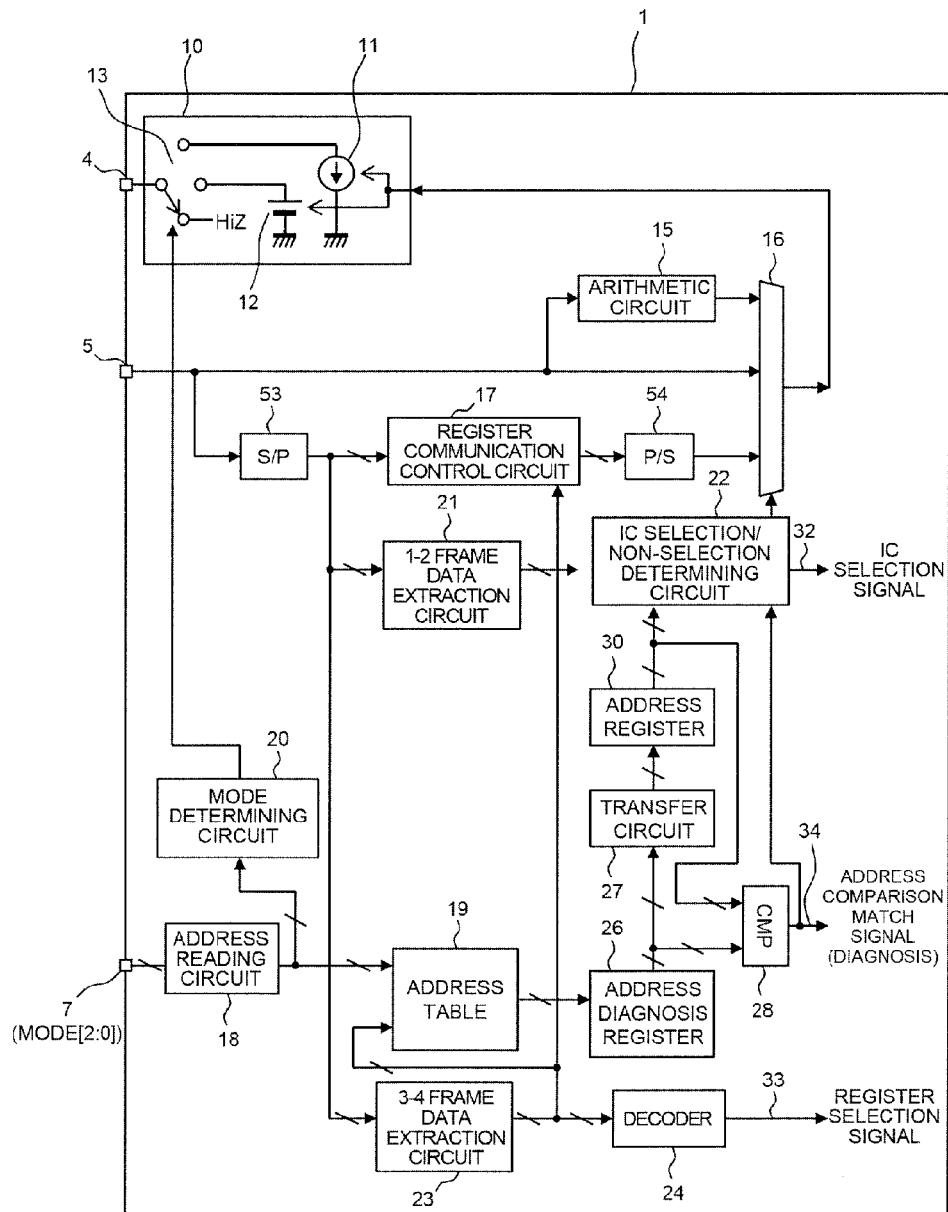 1
10
11
13
4
HiZ
12
15
16
ARITHMETIC
CIRCUIT
5
53
S/P
17
REGISTER
COMMUNICATION
CONTROL CIRCUIT
54
P/S
22
21
1-2 FRAME
DATA
EXTRACTION
CIRCUIT
IC SELECTION/
NON-SELECTION
DETERMINING
CIRCUIT
32
IC
SELECTION
SIGNAL
30
ADDRESS
REGISTER
20
MODE
DETERMINING
CIRCUIT
TRANSFER
CIRCUIT
27
34
ADDRESS
COMPARISON
MATCH
SIGNAL
(DIAGNOSIS)
CMP
28
19
26
ADDRESS
READING
CIRCUIT
18
7
(MODE[2:0])
ADDRESS
TABLE
ADDRESS
DIAGNOSIS
REGISTER
3-4 FRAME
DATA
EXTRACTION
CIRCUIT
23
DECODER
24
33
REGISTER
SELECTION
SIGNAL